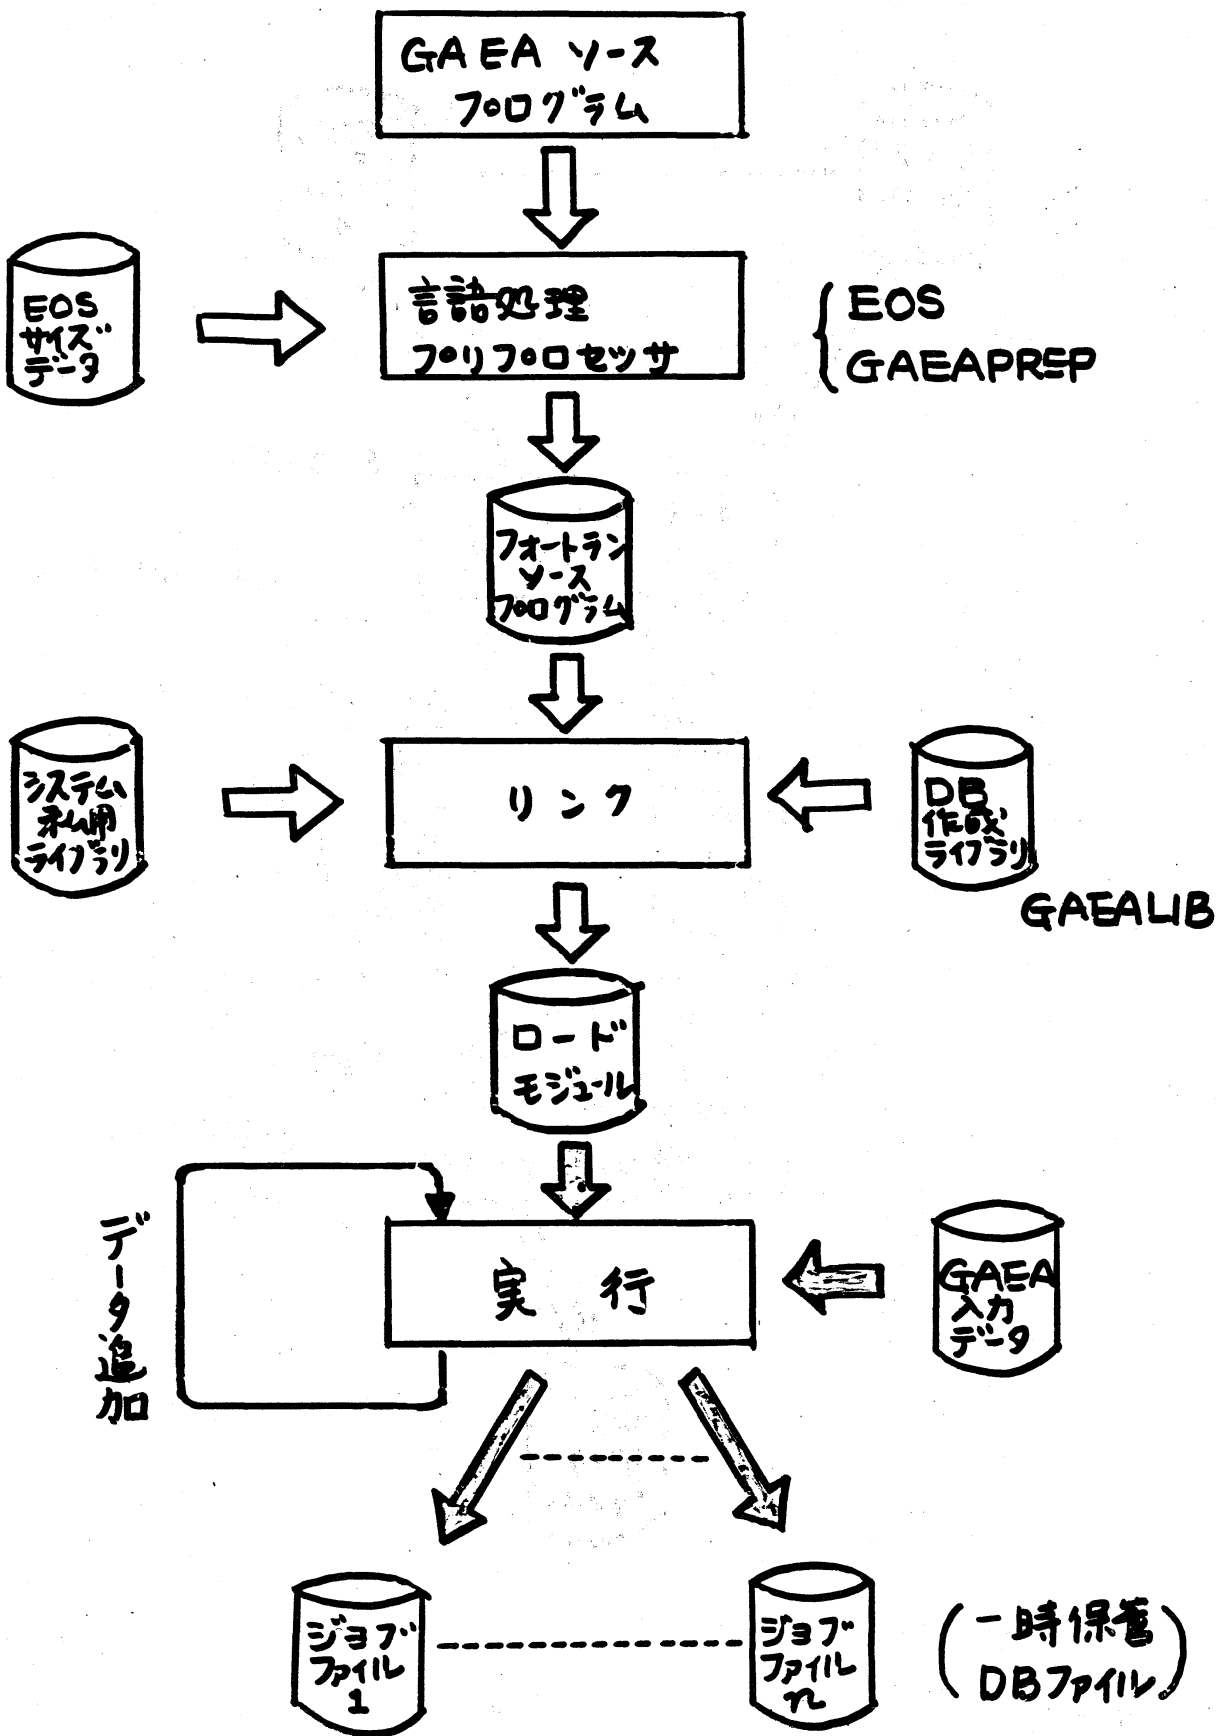 GAEA ソース
プログラム
EOS
サイズ
データ
言語処理
プリプロセッサ
EOS
GAEAPREP
フォートラン
ソース
プログラム
システム
私用
ライブラリ
リンク
DB
作成
ライブラリ
GAEALIB
ロード
モジュール
データ追加
実 行
GAEA
入力
データ
ジョブ
ファイル
1
ジョブ
ファイル
n
一時保蓄
DBファイル